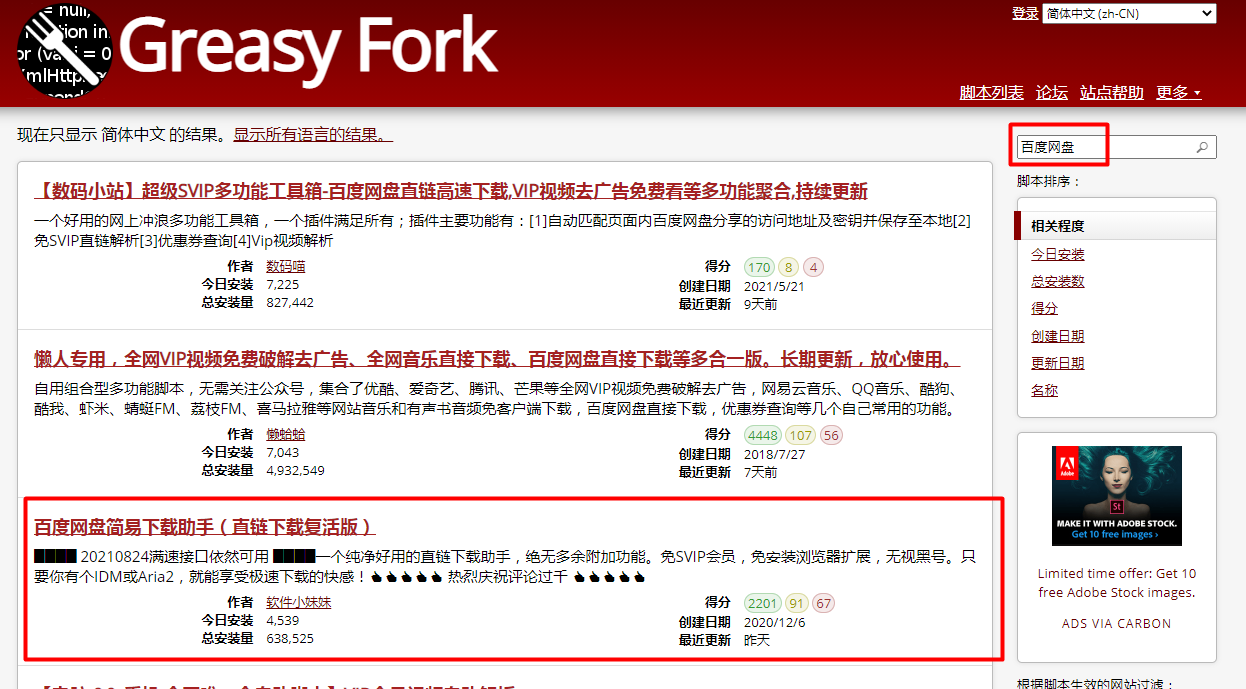 = null,
tion in
or (va i = 0
mlHttp
Greasy Fork
登录 简体中文 (zh-CN)
脚本列表 论坛 站点帮助 更多
现在只显示 简体中文 的结果。显示所有语言的结果。
百度网盘
脚本排序：
相关程度
今日安装
总安装数
得分
创建日期
更新日期
名称
【数码小站】超级SVIP多功能工具箱-百度网盘直链高速下载,VIP视频去广告免费看等多功能聚合,持续更新
一个好用的网上冲浪多功能工具箱，一个插件满足所有；插件主要功能有：[1]自动匹配页面内百度网盘分享的访问地址及密钥并保存至本地[2]
免SVIP直链解析[3]优惠券查询[4]Vip视频解析
作者 数码喵 得分 170 8 4
今日安装 7,225 创建日期 2021/5/21
总安装量 827,442 最近更新 9天前
懒人专用，全网VIP视频免费破解去广告、全网音乐直接下载、百度网盘直接下载等多合一版。长期更新，放心使用。
自用组合型多功能脚本，无需关注公众号，集合了优酷、爱奇艺、腾讯、芒果等全网VIP视频免费破解去广告，网易云音乐、QQ音乐、酷狗、
酷我、虾米、蜻蜓FM、荔枝FM、喜马拉雅等网站音乐和有声书音频免客户端下载，百度网盘直接下载，优惠券查询等几个自己常用的功能。
作者 懒蛤蛤 得分 4448 107 56
今日安装 7,043 创建日期 2018/7/27
总安装量 4,932,549 最近更新 7天前
百度网盘简易下载助手（直链下载复活版）
20210824满速接口依然可用 一个纯净好用的直链下载助手，绝无多余附加功能。免SVIP会员，免安装浏览器扩展，无视黑号。只
要你有个IDM或Aria2，就能享受极速下载的快感！ 热烈庆祝评论过千
作者 软件小妹妹 得分 2201 91 67
今日安装 4,539 创建日期 2020/12/6
总安装量 638,525 最近更新 昨天
Adobe
St
MAKE IT WITH ADOBE STOCK.
Get 10 free images ›
Limited time offer: Get 10
free Adobe Stock images.
ADS VIA CARBON
根据脚本生效的网站过滤：